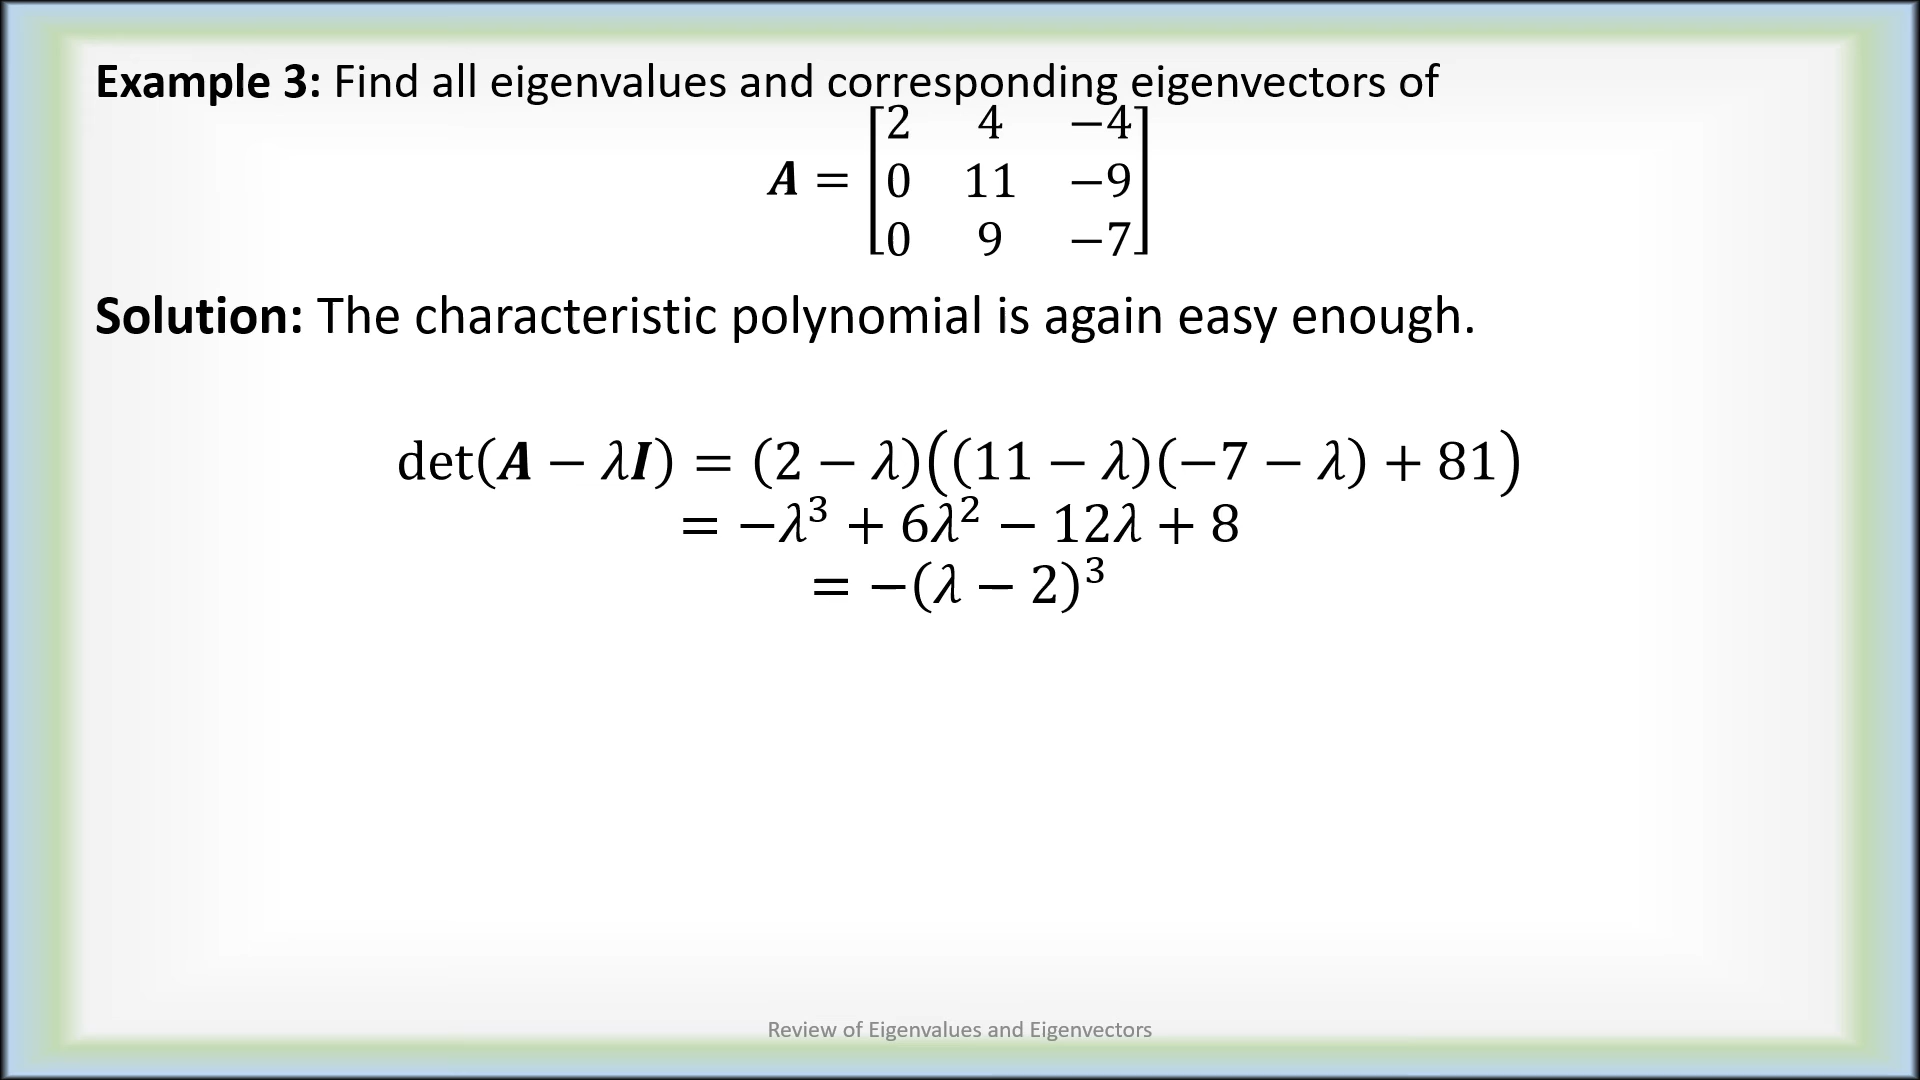 Example 3: Find all eigenvalues and corresponding eigenvectors of
𝑨 = [2 4 −4
0 11 −9
0 9 −7]
Solution: The characteristic polynomial is again easy enough.
det(𝑨 − 𝜆𝑰) = (2 − 𝜆)((11 − 𝜆)(−7 − 𝜆) + 81)
= −𝜆³ + 6𝜆² − 12𝜆 + 8
= −(𝜆 − 2)³
Review of Eigenvalues and Eigenvectors